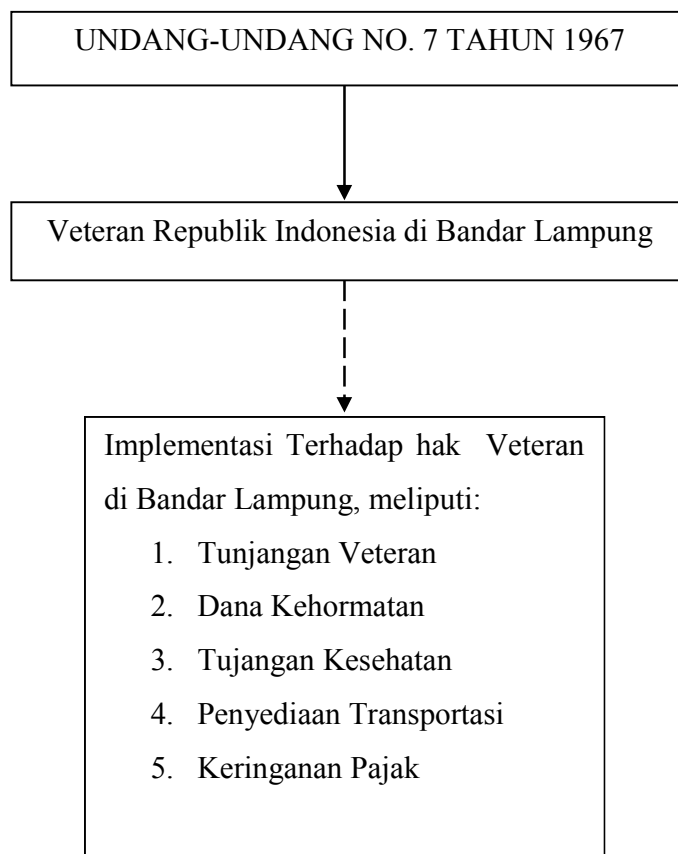 UNDANG-UNDANG NO. 7 TAHUN 1967
Veteran Republik Indonesia di Bandar Lampung
Implementasi Terhadap hak Veteran
di Bandar Lampung, meliputi:
1. Tunjangan Veteran
2. Dana Kehormatan
3. Tujangan Kesehatan
4. Penyediaan Transportasi
5. Keringanan Pajak